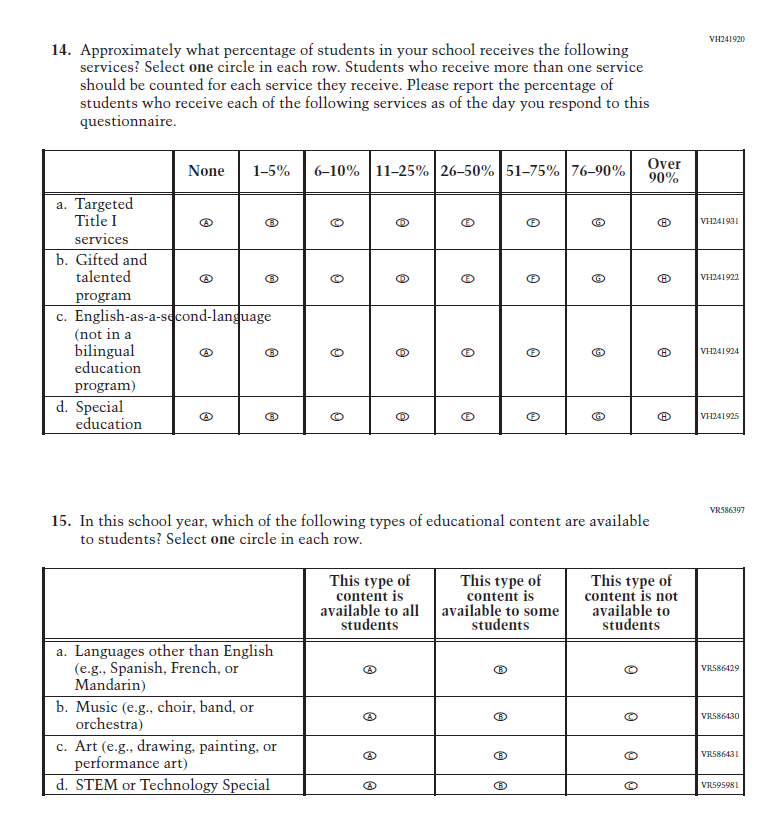 VH241920
14. Approximately what percentage of students in your school receives the following
services? Select one circle in each row. Students who receive more than one service
should be counted for each service they receive. Please report the percentage of
students who receive each of the following services as of the day you respond to this
questionnaire.
None 1–5% 6–10% 11–25% 26–50% 51–75% 76–90% Over 90%
a. Targeted
Title I
services
A B C D E F G H VH241931
b. Gifted and
talented
program
A B C D E F G H VH241922
c. English-as-a-second-language
(not in a
bilingual
education
program)
A B C D E F G H VH241924
d. Special
education
A B C D E F G H VH241925
VR586397
15. In this school year, which of the following types of educational content are available
to students? Select one circle in each row.
This type of
content is
available to all
students
This type of
content is
available to some
students
This type of
content is not
available to
students
a. Languages other than English
(e.g., Spanish, French, or
Mandarin)
A B C VR586429
b. Music (e.g., choir, band, or
orchestra)
A B C VR586430
c. Art (e.g., drawing, painting, or
performance art)
A B C VR586431
d. STEM or Technology Special
A B C VR595981